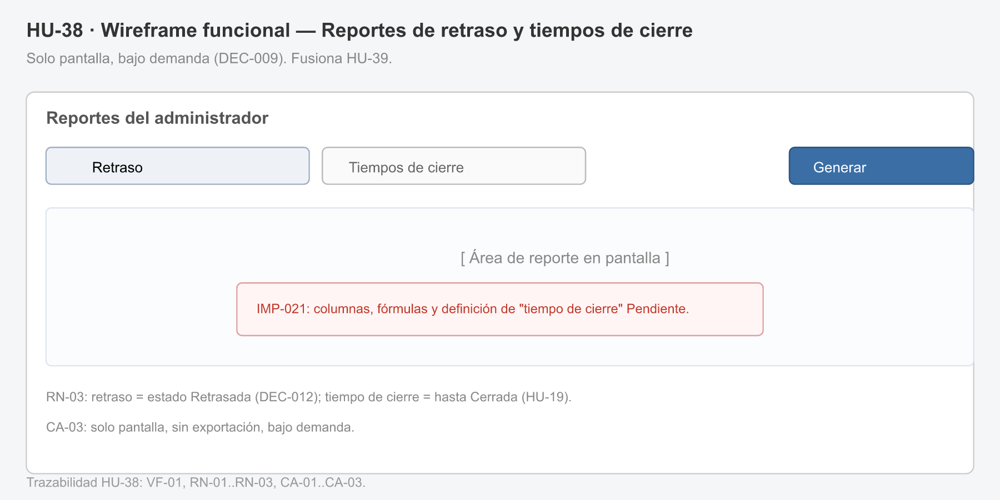 HU-38 · Wireframe funcional — Reportes de retraso y tiempos de cierre
Solo pantalla, bajo demanda (DEC-009). Fusiona HU-39.
Reportes del administrador
Retraso
Tiempos de cierre
Generar
[ Área de reporte en pantalla ]
IMP-021: columnas, fórmulas y definición de "tiempo de cierre" Pendiente.
RN-03: retraso = estado Retrasada (DEC-012); tiempo de cierre = hasta Cerrada (HU-19).
CA-03: solo pantalla, sin exportación, bajo demanda.
Trazabilidad HU-38: VF-01, RN-01..RN-03, CA-01..CA-03.